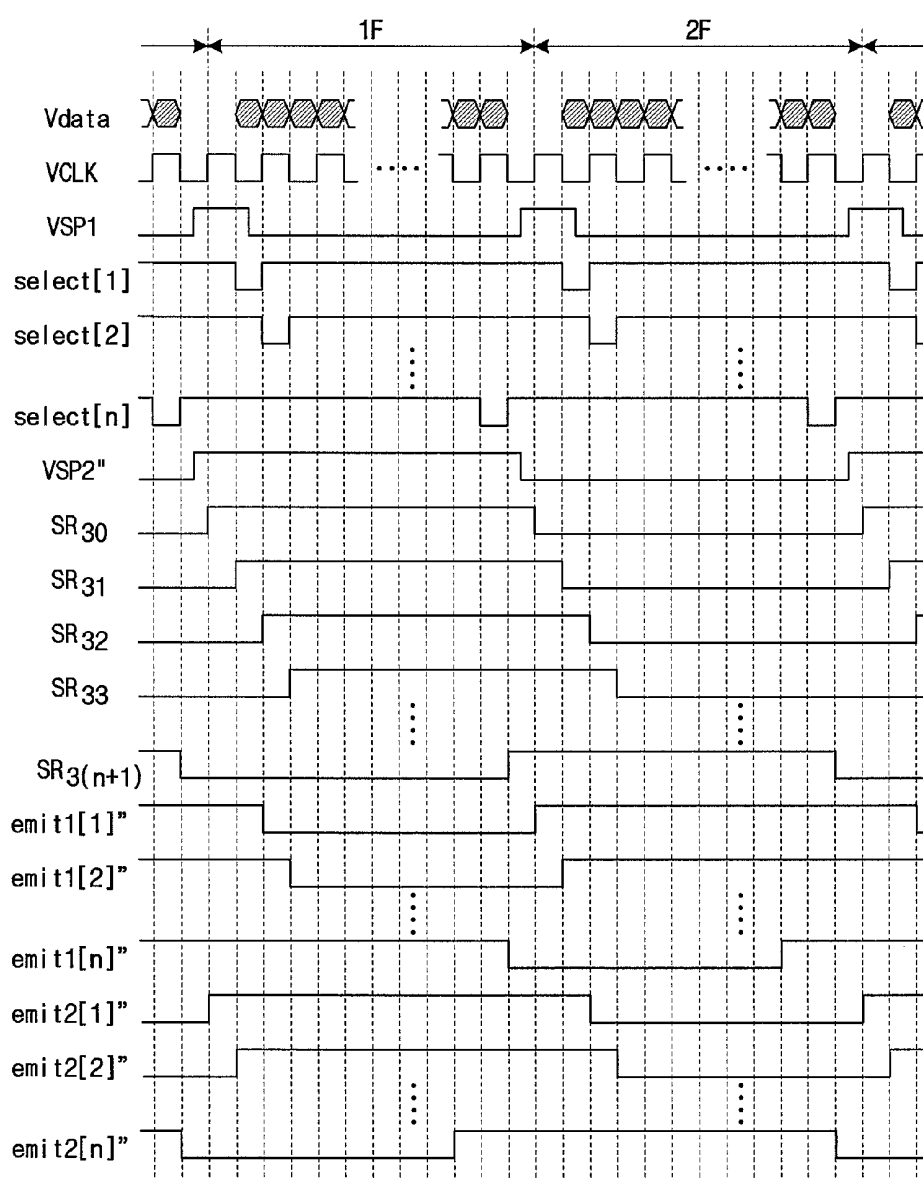 1F 2F
Vdata
VCLK
VSP1
select[1]
select[2]
select[n]
VSP2"
SR30
SR31
SR32
SR33
SR3(n+1)
emit1[1]”
emit1[2]”
emit1[n]”
emit2[1]”
emit2[2]”
emit2[n]”